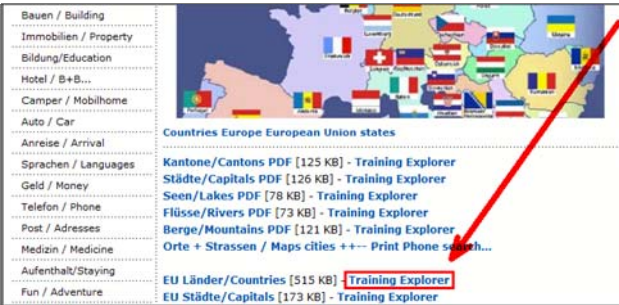 Bauen / Building
Immobilien / Property
Bildung/Education
Hotel / B+B...
Camper / Mobilhome
Auto / Car
Anreise / Arrival
Sprachen / Languages
Geld / Money
Telefon / Phone
Post / Adresses
Medizin / Medicine
Aufenthalt/Staying
Fun / Adventure
Countries Europe European Union states
Kantone/Cantons PDF [125 KB] - Training Explorer
Städte/Capitals PDF [126 KB] - Training Explorer
Seen/Lakes PDF [78 KB] - Training Explorer
Flüsse/Rivers PDF [73 KB] - Training Explorer
Berge/Mountains PDF [121 KB] - Training Explorer
Orte + Strassen / Maps cities ++-- Print Phone search...
EU Länder/Countries [515 KB] - Training Explorer
EU Städte/Capitals [173 KB] - Training Explorer